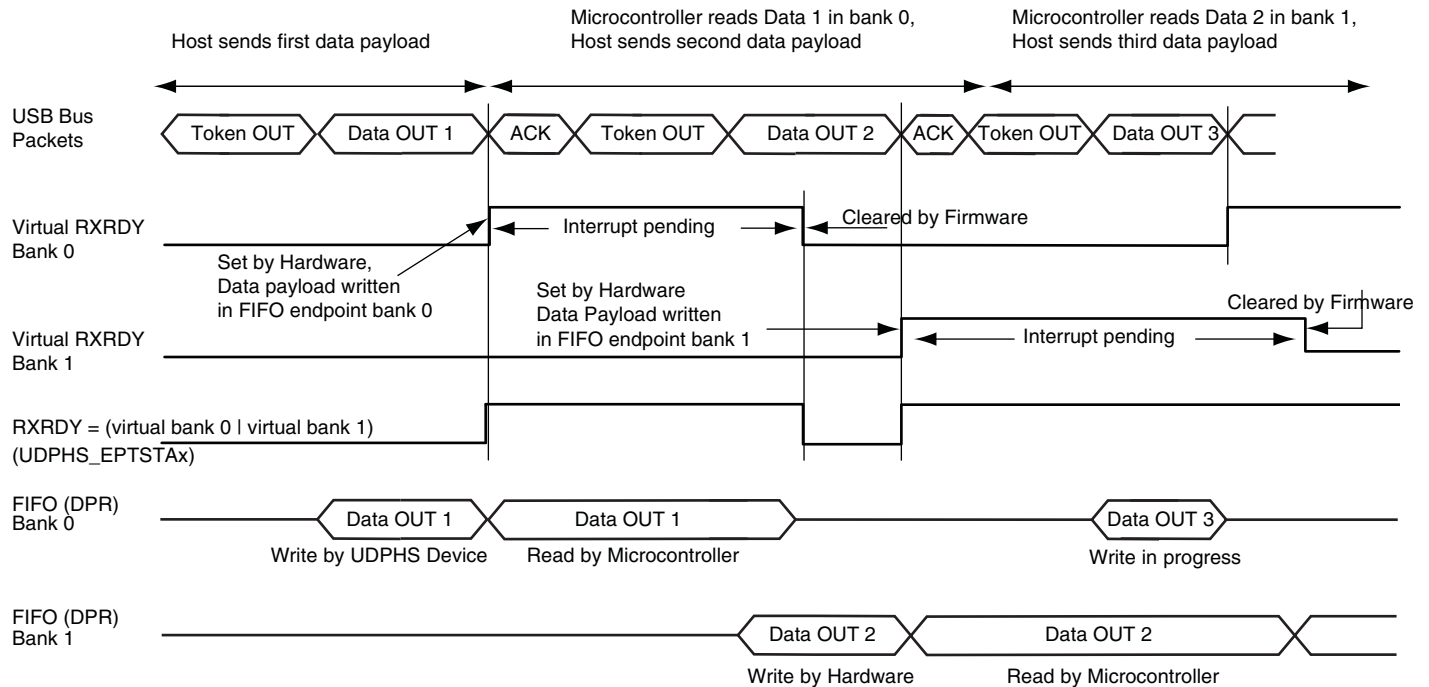 Host sends first data payload
Microcontroller reads Data 1 in bank 0,
Host sends second data payload
Microcontroller reads Data 2 in bank 1,
Host sends third data payload
USB Bus
Packets
Token OUT
Data OUT 1
ACK
Token OUT
Data OUT 2
ACK
Token OUT
Data OUT 3
Virtual RXRDY
Bank 0
Interrupt pending
Cleared by Firmware
Set by Hardware,
Data payload written
in FIFO endpoint bank 0
Set by Hardware
Data Payload written
in FIFO endpoint bank 1
Cleared by Firmware
Virtual RXRDY
Bank 1
Interrupt pending
RXRDY = (virtual bank 0 | virtual bank 1)
(UDPHS_EPTSTAx)
FIFO (DPR)
Bank 0
Data OUT 1
Data OUT 1
Data OUT 3
Write by UDPHS Device
Read by Microcontroller
Write in progress
FIFO (DPR)
Bank 1
Data OUT 2
Data OUT 2
Write by Hardware
Read by Microcontroller